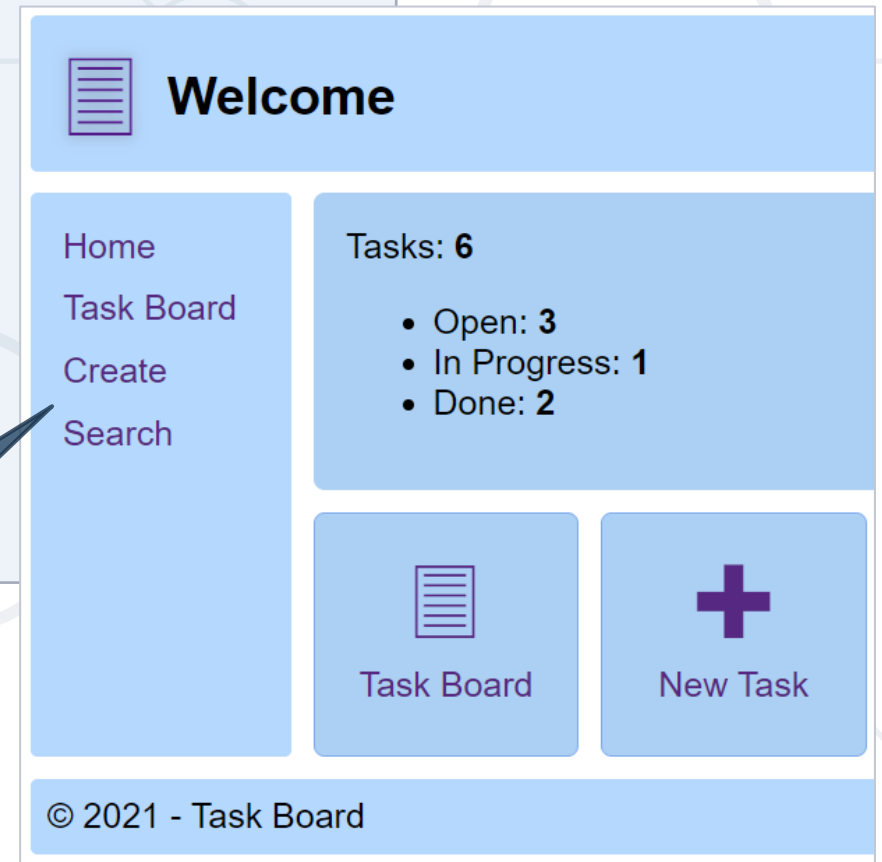 Welcome
Home
Task Board
Create
Search
Tasks: 6
Open: 3
In Progress: 1
Done: 2
Task Board
New Task
© 2021 - Task Board